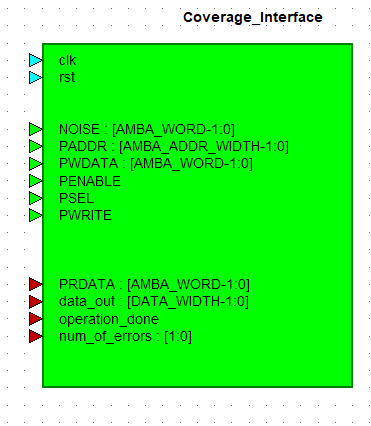 Coverage_Interface
clk
rst
NOISE : [AMBA_WORD-1:0]
PADDR : [AMBA_ADDR_WIDTH-1:0]
PWDATA : [AMBA_WORD-1:0]
PENABLE
PSEL
PWRITE
PRDATA : [AMBA_WORD-1:0]
data_out : [DATA_WIDTH-1:0]
operation_done
num_of_errors : [1:0]